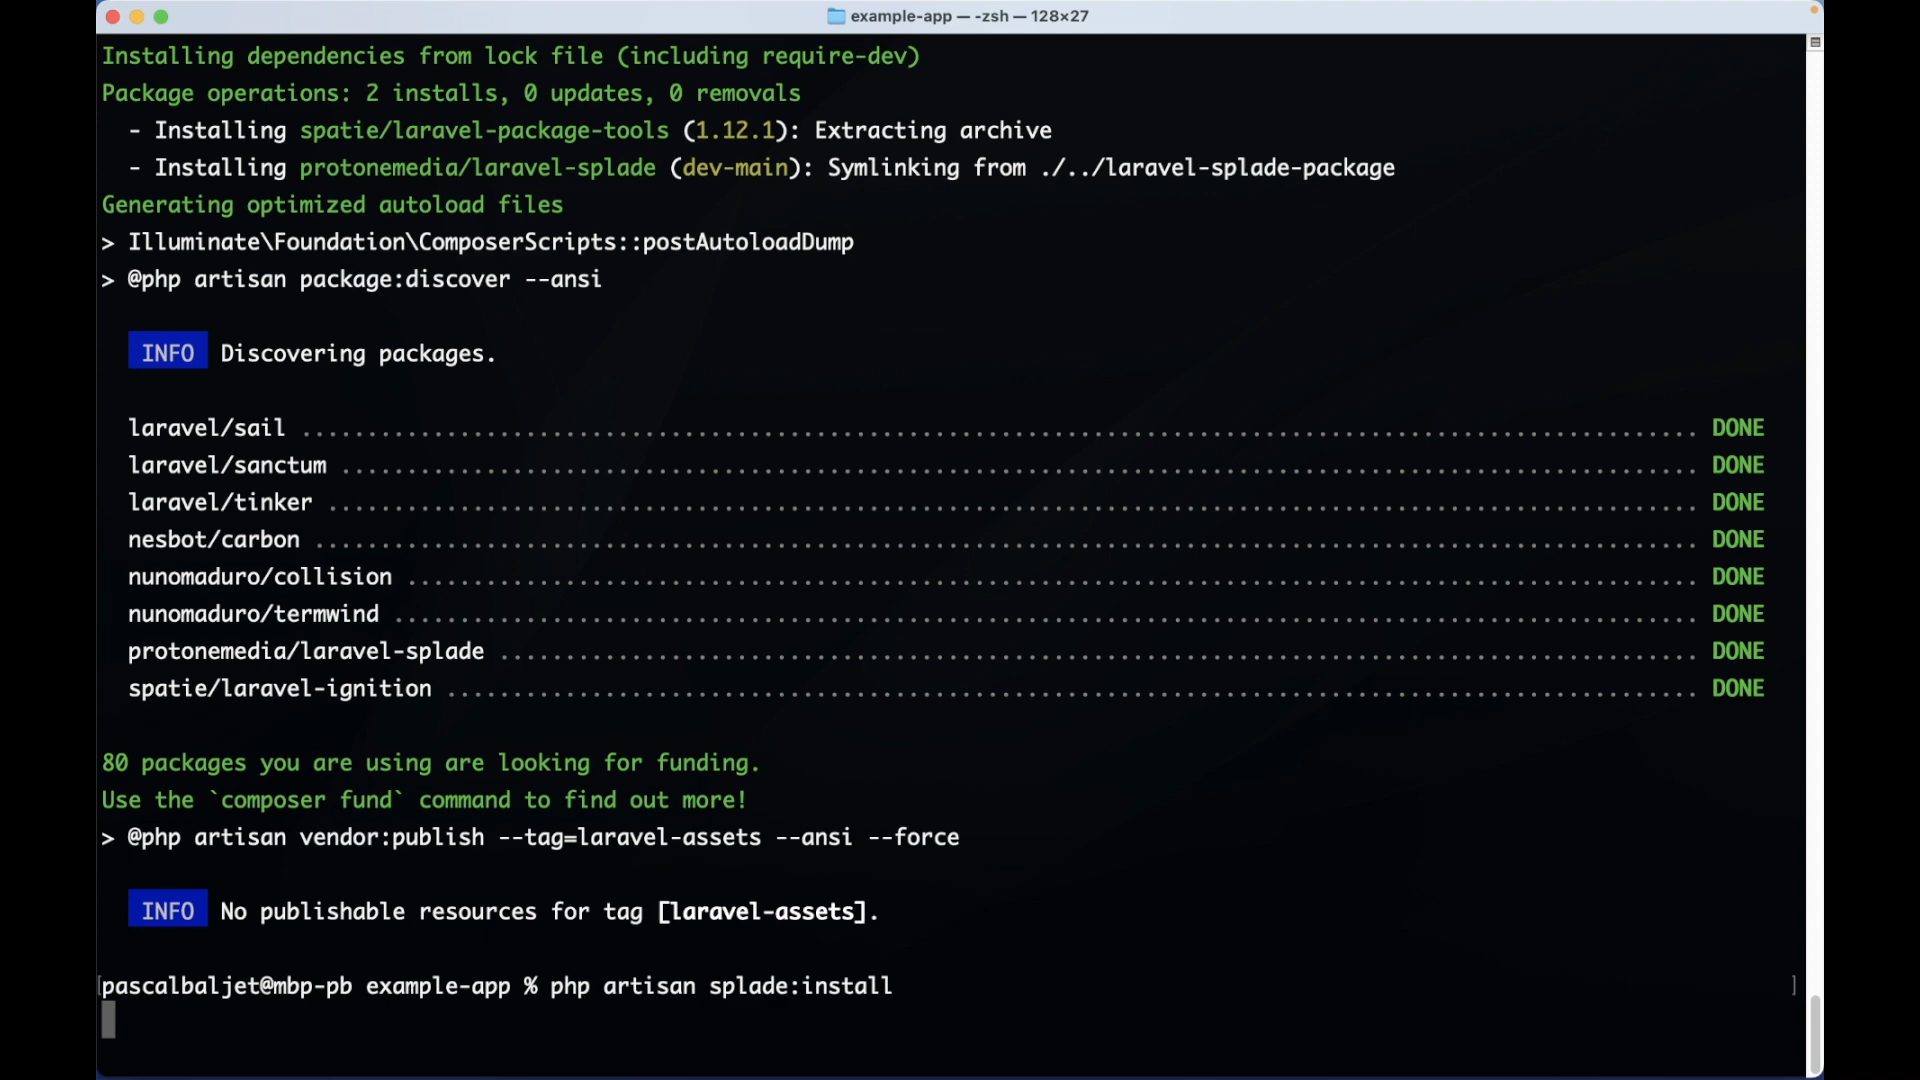 example-app — -zsh — 128×27
Installing dependencies from lock file (including require-dev)
Package operations: 2 installs, 0 updates, 0 removals
  - Installing spatie/laravel-package-tools (1.12.1): Extracting archive
  - Installing protonemedia/laravel-splade (dev-main): Symlinking from ./../laravel-splade-package
Generating optimized autoload files
> Illuminate\Foundation\ComposerScripts::postAutoloadDump
> @php artisan package:discover --ansi
INFO Discovering packages.
laravel/sail ........................................................................................................... DONE
laravel/sanctum ........................................................................................................ DONE
laravel/tinker ......................................................................................................... DONE
nesbot/carbon .......................................................................................................... DONE
nunomaduro/collision ................................................................................................... DONE
nunomaduro/termwind .................................................................................................... DONE
protonemedia/laravel-splade ............................................................................................ DONE
spatie/laravel-ignition ................................................................................................ DONE
80 packages you are using are looking for funding.
Use the `composer fund` command to find out more!
> @php artisan vendor:publish --tag=laravel-assets --ansi --force
INFO No publishable resources for tag [laravel-assets].
[pascalbaljet@mbp-pb example-app % php artisan splade:install ]